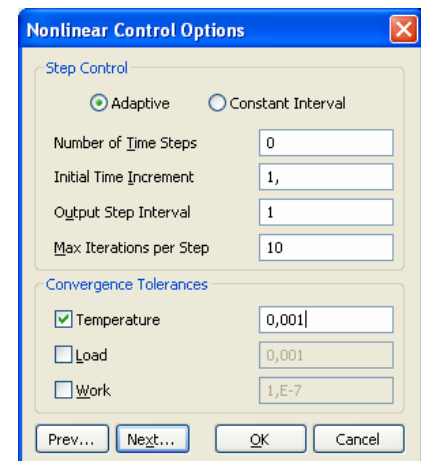 Nonlinear Control Options
Step Control
Adaptive Constant Interval
Number of Time Steps 0
Initial Time Increment 1,
Output Step Interval 1
Max Iterations per Step 10
Convergence Tolerances
Temperature 0,001
Load 0,001
Work 1,E-7
Prev... Next... OK Cancel